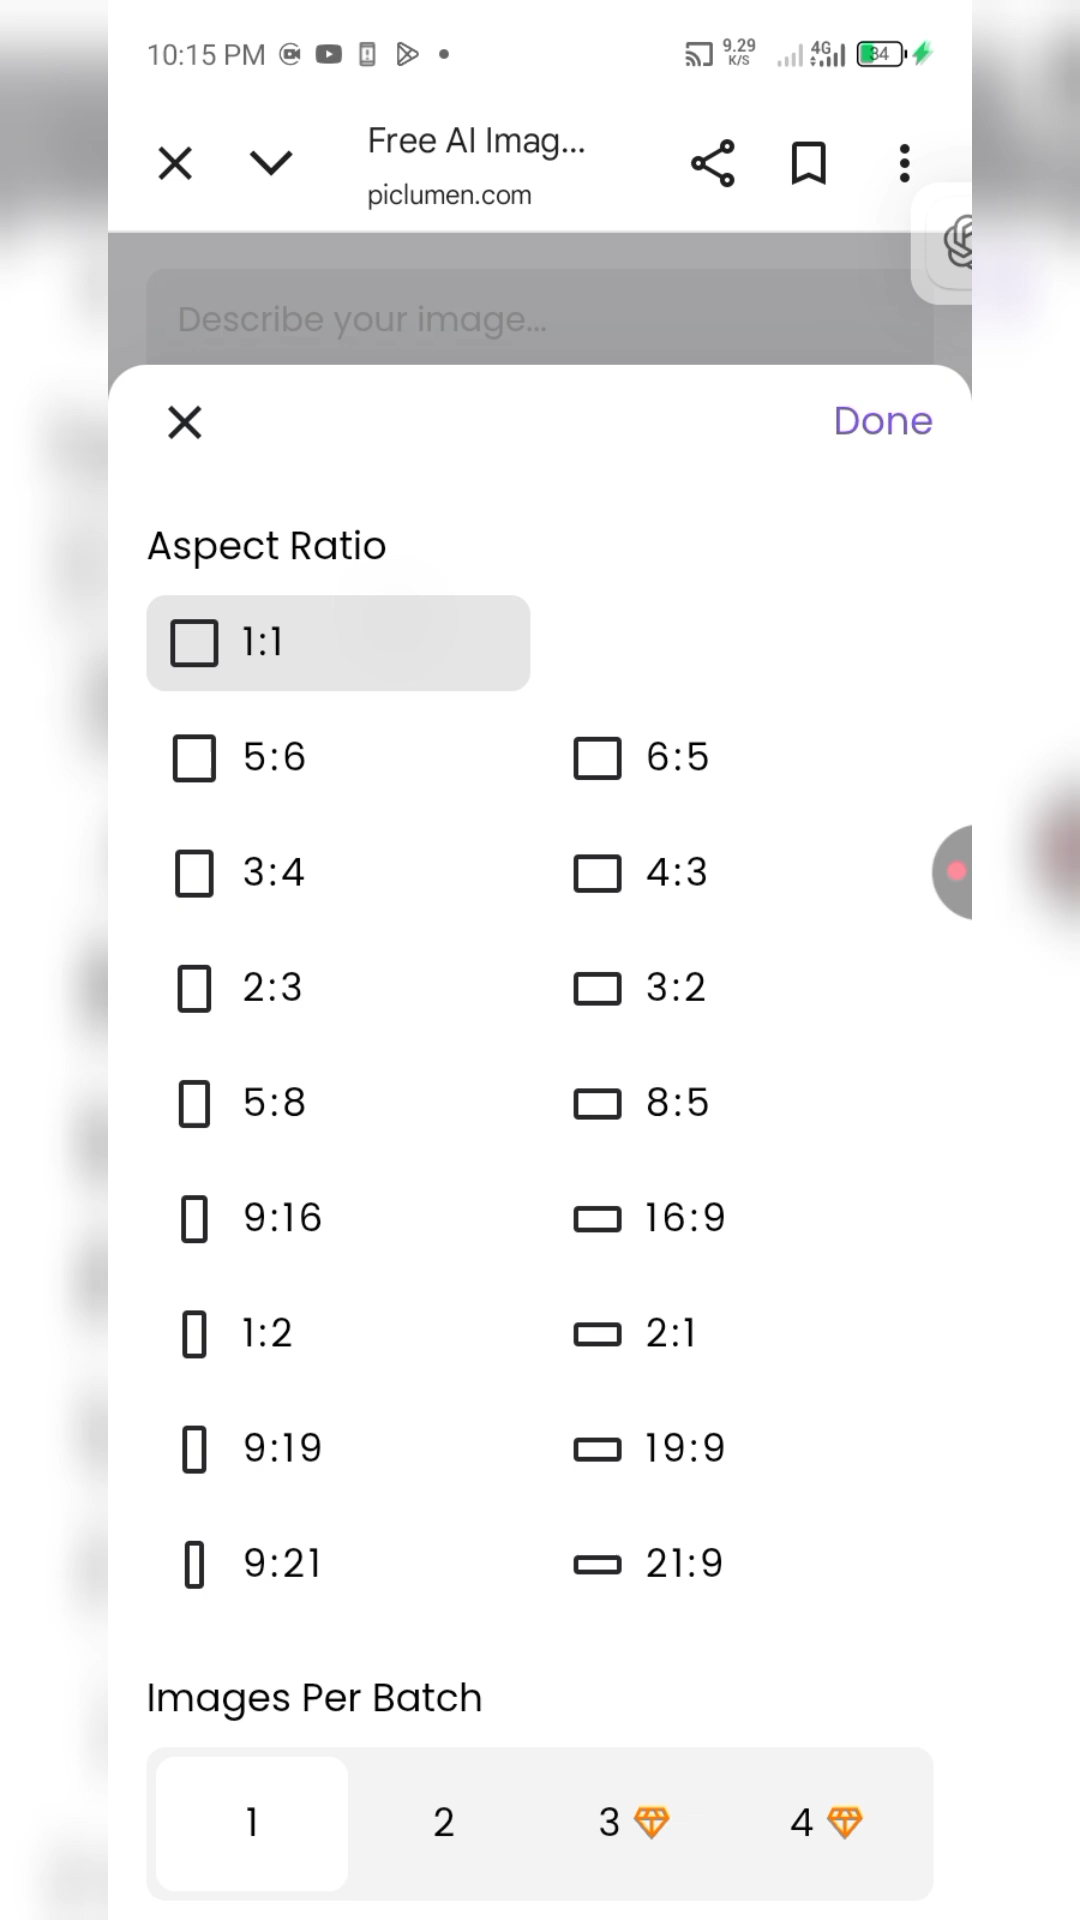 10:15 PM 9.29 K/S 4G 34
Free AI Imag...
piclumen.com
Describe your image...
Done
Aspect Ratio
1:1
5:6 6:5
3:4 4:3
2:3 3:2
5:8 8:5
9:16 16:9
1:2 2:1
9:19 19:9
9:21 21:9
Images Per Batch
1 2 3 4